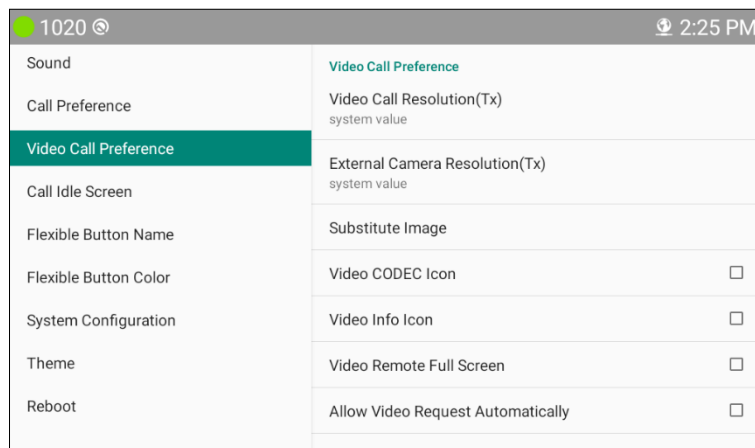 1020
2:25 PM
Sound
Call Preference
Video Call Preference
Call Idle Screen
Flexible Button Name
Flexible Button Color
System Configuration
Theme
Reboot
Video Call Preference
Video Call Resolution(Tx)
system value
External Camera Resolution(Tx)
system value
Substitute Image
Video CODEC Icon
Video Info Icon
Video Remote Full Screen
Allow Video Request Automatically